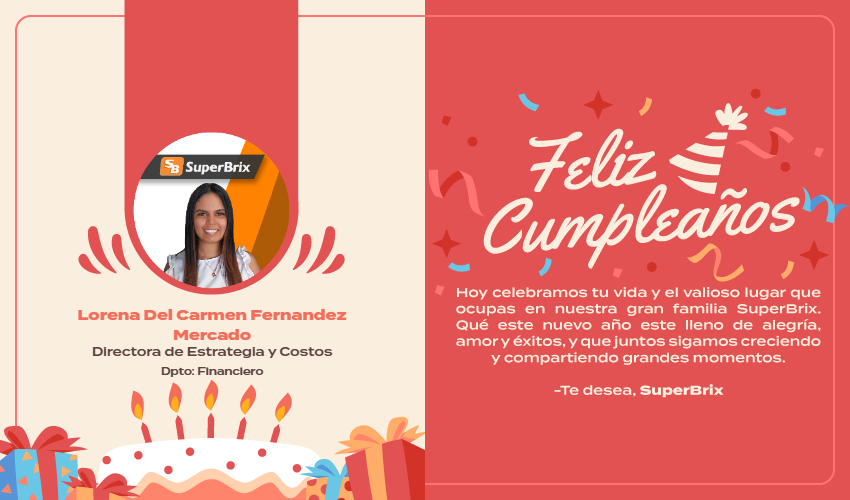 SB SuperBrix
Lorena Del Carmen Fernandez
Mercado
Directora de Estrategia y Costos
Dpto: Financiero
Feliz
Cumpleaños
Hoy celebramos tu vida y el valioso lugar que
ocupas en nuestra gran familia SuperBrix.
Qué este nuevo año este lleno de alegría,
amor y éxitos, y que juntos sigamos creciendo
y compartiendo grandes momentos.
-Te desea, SuperBrix